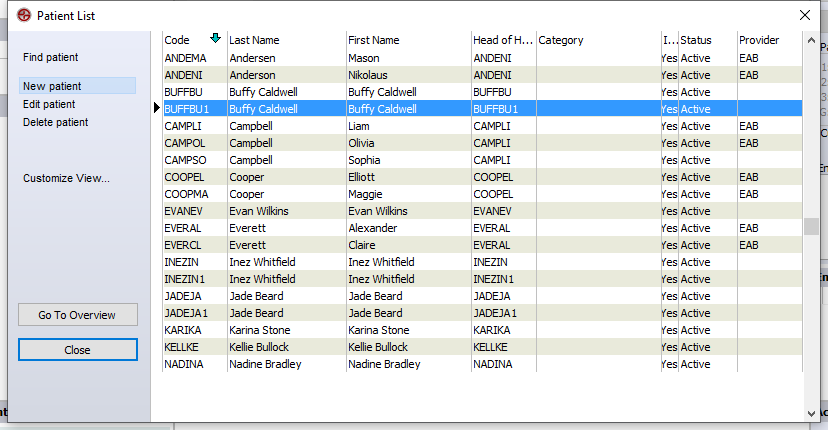 Patient List
Find patient
New patient
Edit patient
Delete patient
Customize View...
Go To Overview
Close
Code Last Name First Name Head of H... Category I... Status Provider
ANDEMA Andersen Mason ANDENI Yes Active EAB
ANDENI Anderson Nikolaus ANDENI Yes Active EAB
BUFFBU Buffy Caldwell Buffy Caldwell BUFFBU Yes Active
BUFFBU1 Buffy Caldwell Buffy Caldwell BUFFBU1 Yes Active
CAMPLI Campbell Liam CAMPLI Yes Active EAB
CAMPOL Campbell Olivia CAMPLI Yes Active EAB
CAMPSO Campbell Sophia CAMPLI Yes Active
COOPEL Cooper Elliott COOPEL Yes Active EAB
COOPMA Cooper Maggie COOPEL Yes Active EAB
EVANEV Evan Wilkins Evan Wilkins EVANEV Yes Active
EVERAL Everett Alexander EVERAL Yes Active EAB
EVERCL Everett Claire EVERAL Yes Active EAB
INEZIN Inez Whitfield Inez Whitfield INEZIN Yes Active
INEZIN1 Inez Whitfield Inez Whitfield INEZIN1 Yes Active
JADEJA Jade Beard Jade Beard JADEJA Yes Active
JADEJA1 Jade Beard Jade Beard JADEJA1 Yes Active
KARIKA Karina Stone Karina Stone KARIKA Yes Active
KELLKE Kellie Bullock Kellie Bullock KELLKE Yes Active
NADINA Nadine Bradley Nadine Bradley NADINA Yes Active